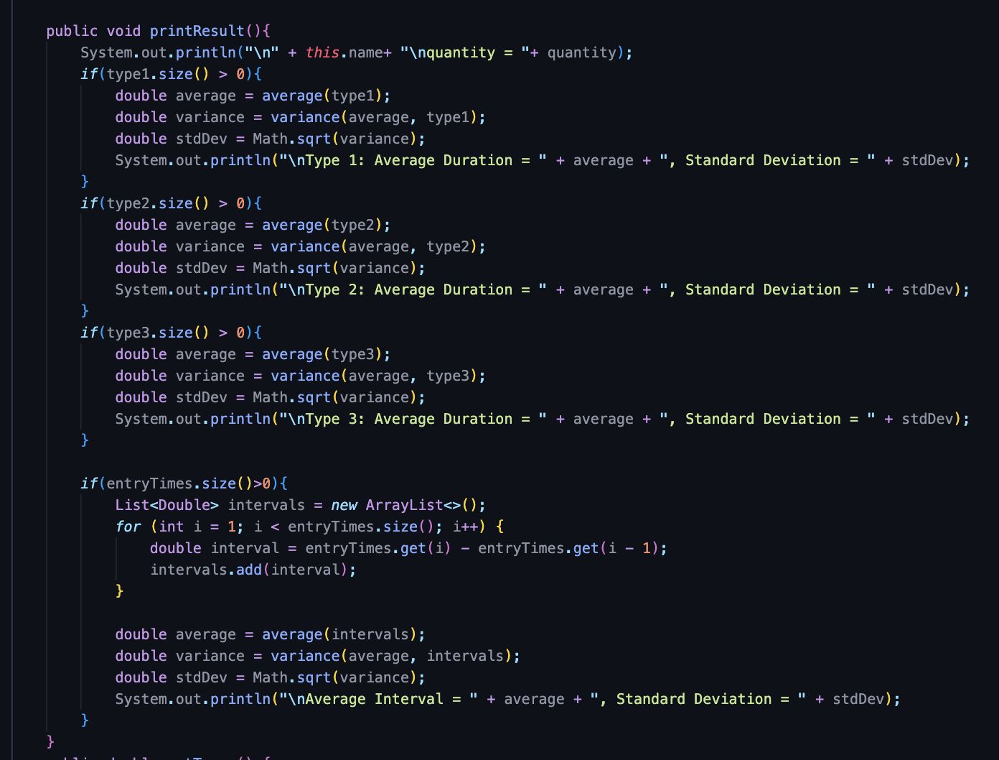 public void printResult(){
System.out.println("\n" + this.name+ "\nquantity = "+ quantity);
if(type1.size() > 0){
double average = average(type1);
double variance = variance(average, type1);
double stdDev = Math.sqrt(variance);
System.out.println("\nType 1: Average Duration = " + average + ", Standard Deviation = " + stdDev);
}
if(type2.size() > 0){
double average = average(type2);
double variance = variance(average, type2);
double stdDev = Math.sqrt(variance);
System.out.println("\nType 2: Average Duration = " + average + ", Standard Deviation = " + stdDev);
}
if(type3.size() > 0){
double average = average(type3);
double variance = variance(average, type3);
double stdDev = Math.sqrt(variance);
System.out.println("\nType 3: Average Duration = " + average + ", Standard Deviation = " + stdDev);
}
if(entryTimes.size()>0){
List<Double> intervals = new ArrayList<>();
for (int i = 1; i < entryTimes.size(); i++) {
double interval = entryTimes.get(i) - entryTimes.get(i - 1);
intervals.add(interval);
}
double average = average(intervals);
double variance = variance(average, intervals);
double stdDev = Math.sqrt(variance);
System.out.println("\nAverage Interval = " + average + ", Standard Deviation = " + stdDev);
}
}